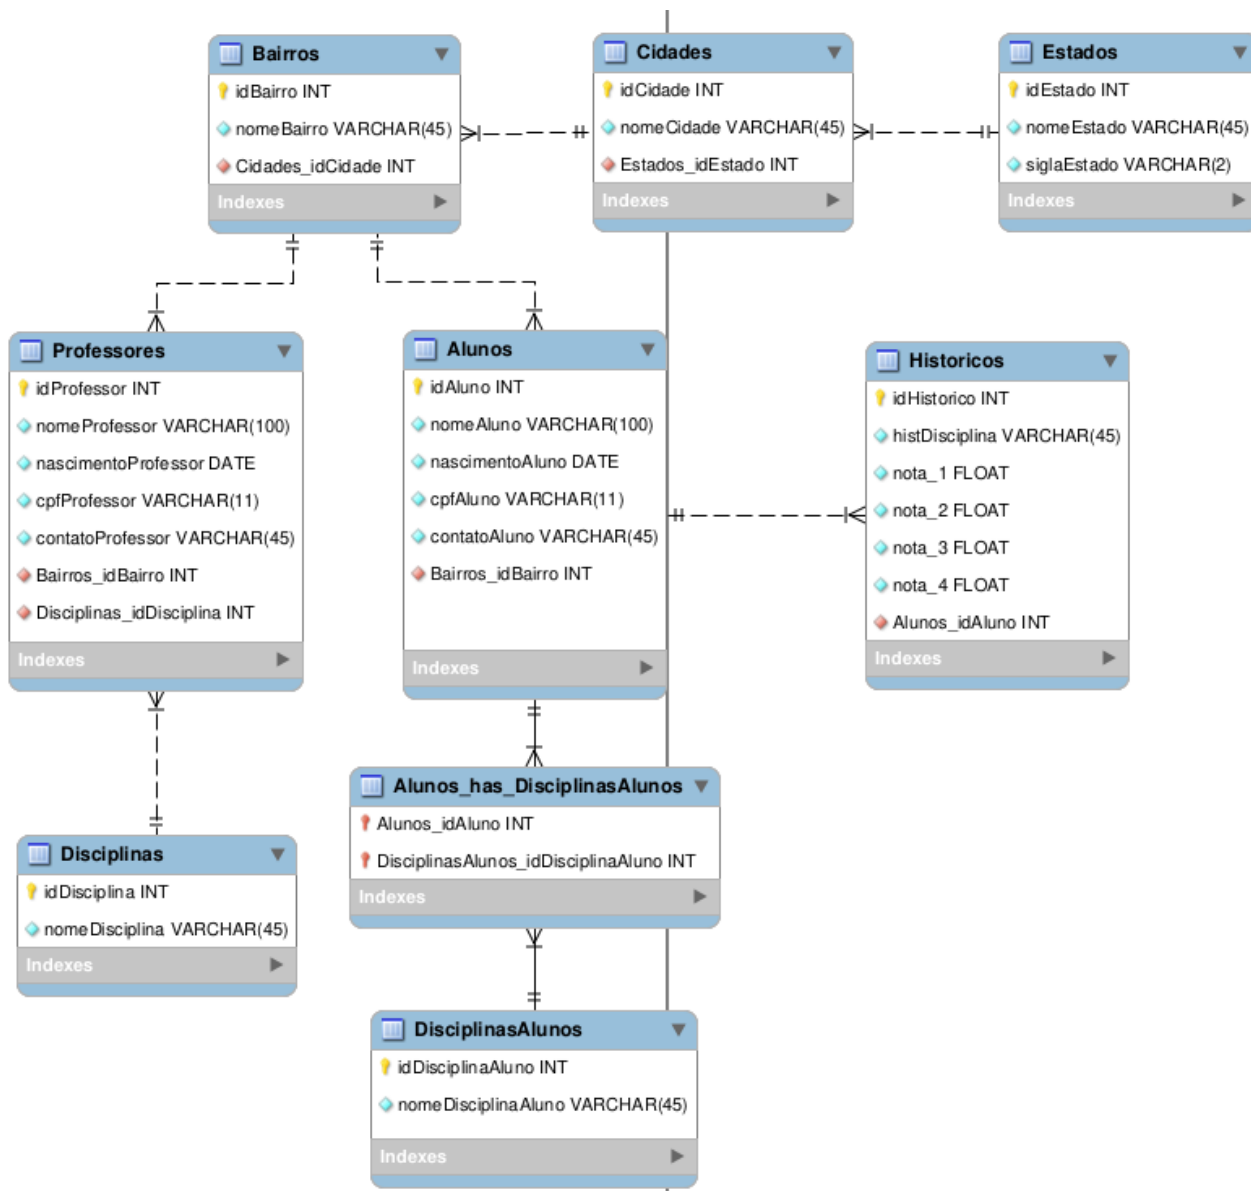 Bairros
idBairro INT
nomeBairro VARCHAR(45)
Cidades_idCidade INT
Indexes
Cidades
idCidade INT
nomeCidade VARCHAR(45)
Estados_idEstado INT
Indexes
Estados
idEstado INT
nomeEstado VARCHAR(45)
siglaEstado VARCHAR(2)
Indexes
Professores
idProfessor INT
nomeProfessor VARCHAR(100)
nascimentoProfessor DATE
cpfProfessor VARCHAR(11)
contatoProfessor VARCHAR(45)
Bairros_idBairro INT
Disciplinas_idDisciplina INT
Indexes
Alunos
idAluno INT
nomeAluno VARCHAR(100)
nascimentoAluno DATE
cpfAluno VARCHAR(11)
contatoAluno VARCHAR(45)
Bairros_idBairro INT
Indexes
Historicos
idHistorico INT
histDisciplina VARCHAR(45)
nota_1 FLOAT
nota_2 FLOAT
nota_3 FLOAT
nota_4 FLOAT
Alunos_idAluno INT
Indexes
Disciplinas
idDisciplina INT
nomeDisciplina VARCHAR(45)
Indexes
Alunos_has_DisciplinasAlunos
Alunos_idAluno INT
DisciplinasAlunos_idDisciplinaAluno INT
Indexes
DisciplinasAlunos
idDisciplinaAluno INT
nomeDisciplinaAluno VARCHAR(45)
Indexes